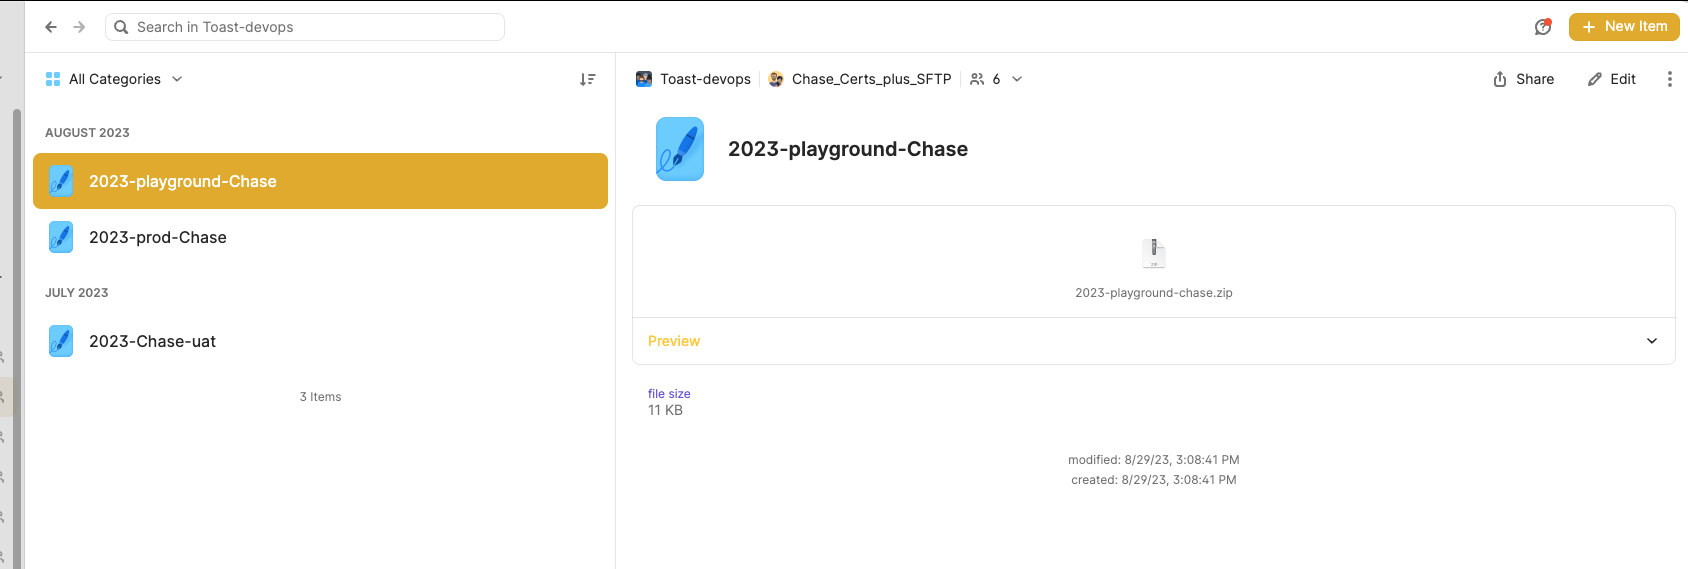 Search in Toast-devops
New Item
All Categories
AUGUST 2023
2023-playground-Chase
2023-prod-Chase
JULY 2023
2023-Chase-uat
3 Items
Toast-devops
Chase_Certs_plus_SFTP
6
Share
Edit
2023-playground-Chase
ZIP
2023-playground-chase.zip
Preview
file size
11 KB
modified: 8/29/23, 3:08:41 PM
created: 8/29/23, 3:08:41 PM